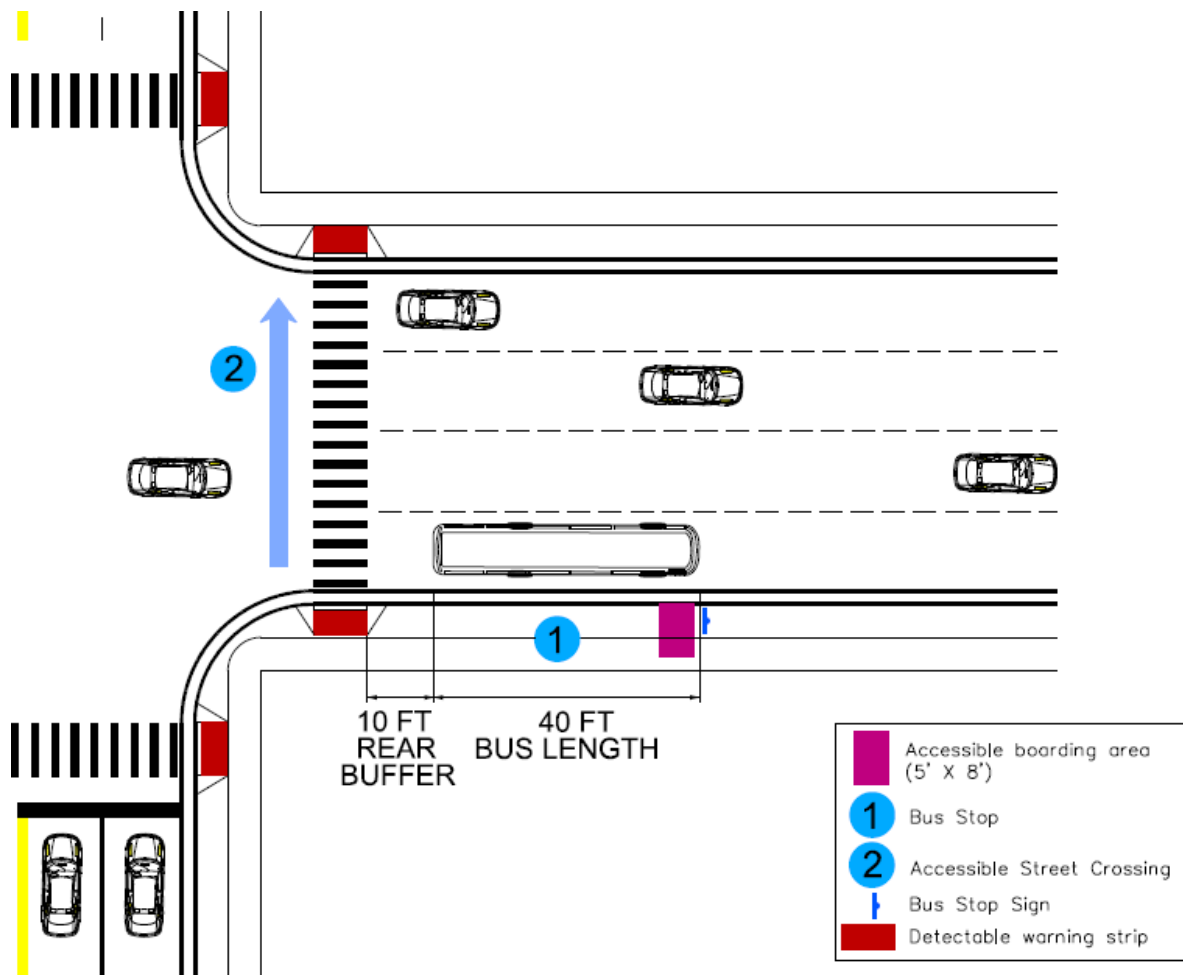 2
1
10 FT
REAR
BUFFER
40 FT
BUS LENGTH
Accessible boarding area
(5' X 8')
1 Bus Stop
2 Accessible Street Crossing
Bus Stop Sign
Detectable warning strip